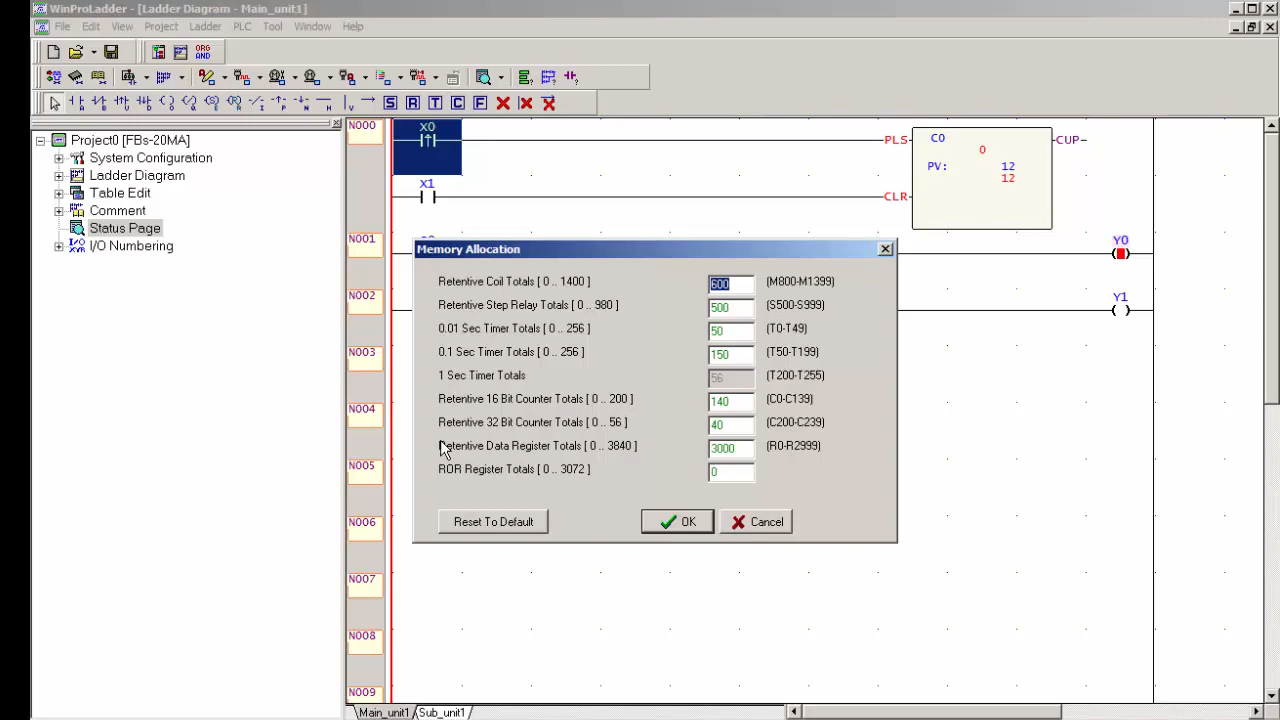 WinProLadder - [Ladder Diagram - Main_unit1]
File Edit View Project Ladder PLC Tool Window Help
ORG
AND
S R T C F
Project0 [FBs-20MA]
System Configuration
Ladder Diagram
Table Edit
Comment
Status Page
I/O Numbering
N000
X0
PLS
C0
0
PV: 12
12
CUP
X1
CLR
N001
Y0
N002
Y1
N003
N004
N005
N006
N007
N008
N009
Memory Allocation
Retentive Coil Totals [ 0 .. 1400 ] 600 (M800-M1399)
Retentive Step Relay Totals [ 0 .. 980 ] 500 (S500-S999)
0.01 Sec Timer Totals [ 0 .. 256 ] 50 (T0-T49)
0.1 Sec Timer Totals [ 0 .. 256 ] 150 (T50-T199)
1 Sec Timer Totals 56 (T200-T255)
Retentive 16 Bit Counter Totals [ 0 .. 200 ] 140 (C0-C139)
Retentive 32 Bit Counter Totals [ 0 .. 56 ] 40 (C200-C239)
Retentive Data Register Totals [ 0 .. 3840 ] 3000 (R0-R2999)
ROR Register Totals [ 0 .. 3072 ] 0
Reset To Default OK Cancel
Main_unit1 Sub_unit1